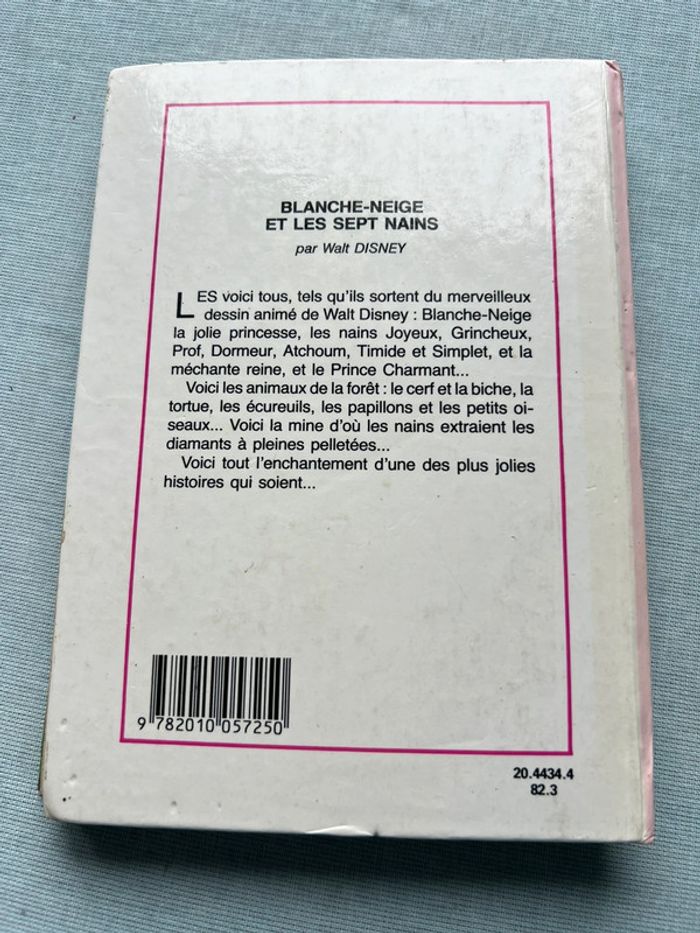 BLANCHE-NEIGE
ET LES SEPT NAINS
par Walt DISNEY
LES voici tous, tels qu'ils sortent du merveilleux
dessin animé de Walt Disney : Blanche-Neige
la jolie princesse, les nains Joyeux, Grincheux,
Prof, Dormeur, Atchoum, Timide et Simplet, et la
méchante reine, et le Prince Charmant...
Voici les animaux de la forêt : le cerf et la biche, la
tortue, les écureuils, les papillons et les petits oi-
seaux... Voici la mine d'où les nains extraient les
diamants à pleines pelletées...
Voici tout l'enchantement d'une des plus jolies
histoires qui soient...
9 782010 057250
20.4434.4
82.3